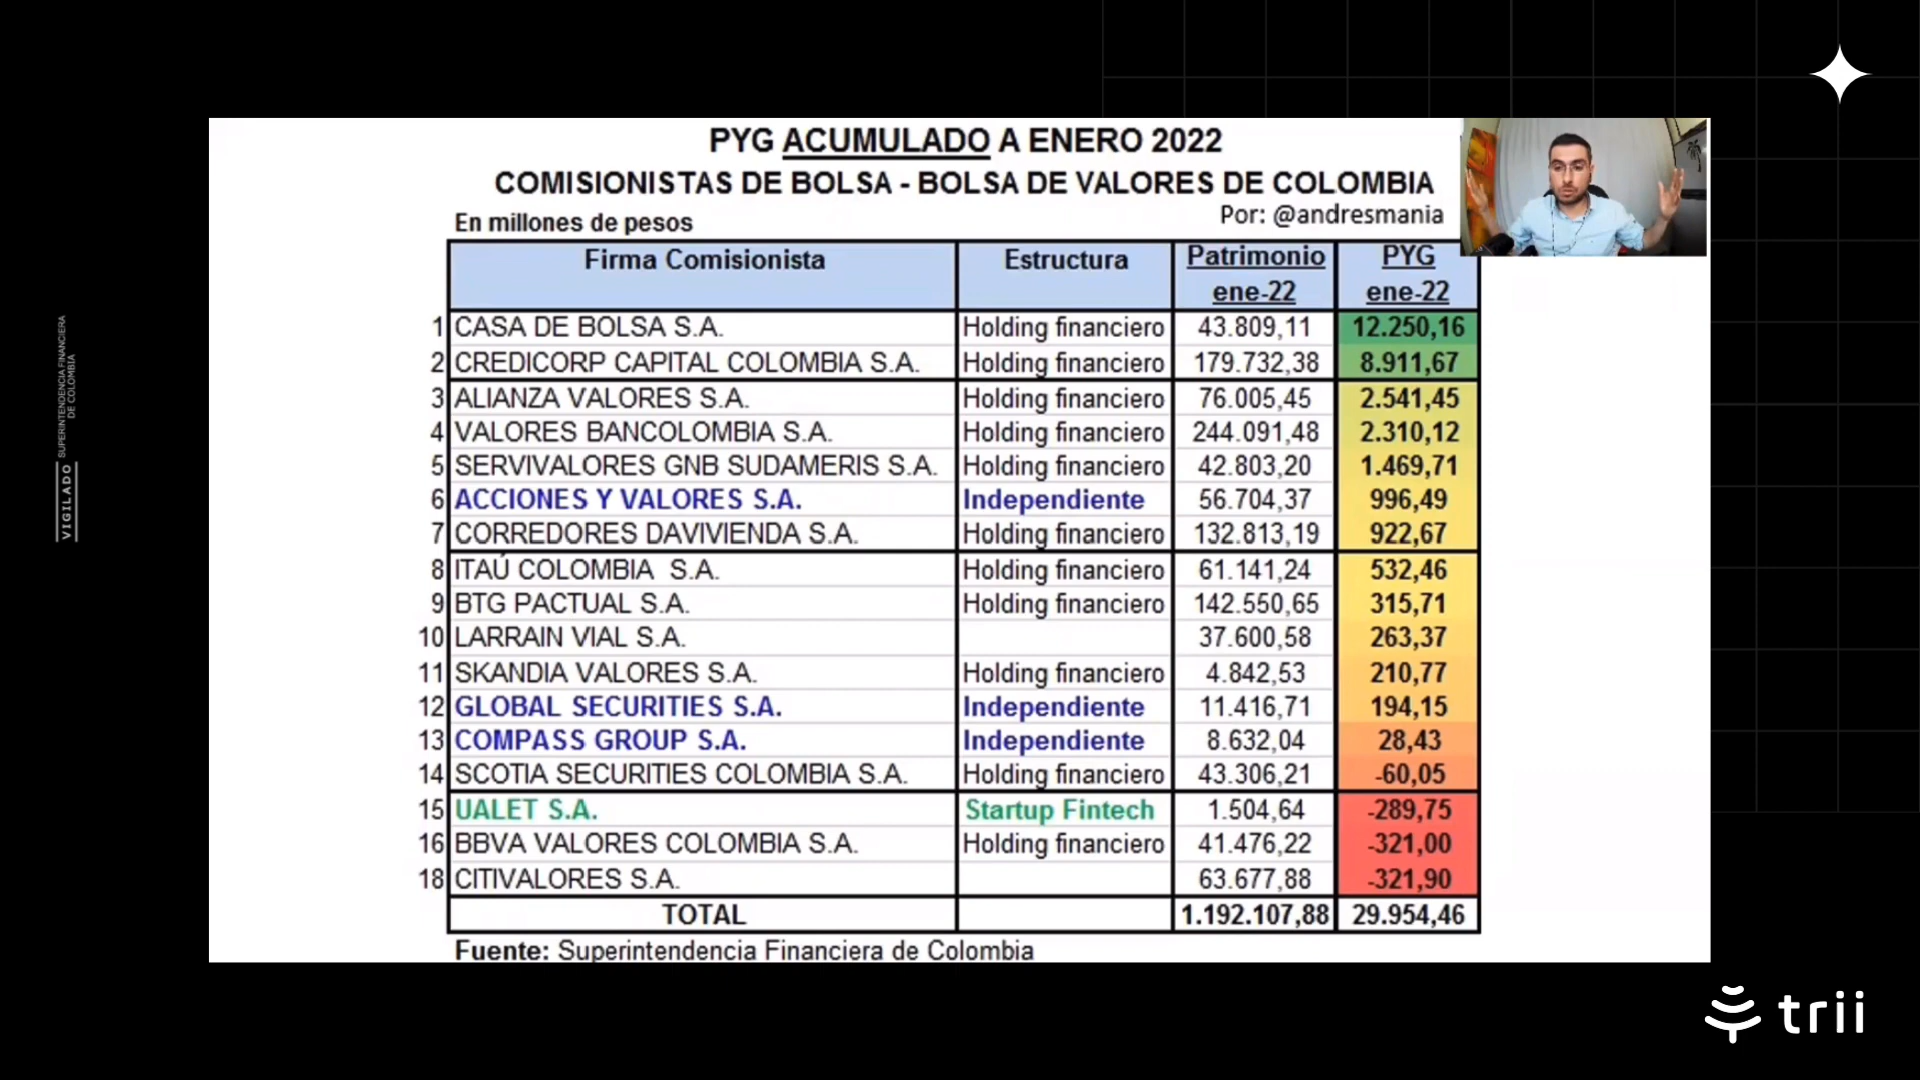 PYG ACUMULADO A ENERO 2022
COMISIONISTAS DE BOLSA - BOLSA DE VALORES DE COLOMBIA
En millones de pesos
Por: @andresmania
Firma Comisionista Estructura Patrimonio ene-22 PYG ene-22
1 CASA DE BOLSA S.A. Holding financiero 43.809,11 12.250,16
2 CREDICORP CAPITAL COLOMBIA S.A. Holding financiero 179.732,38 8.911,67
3 ALIANZA VALORES S.A. Holding financiero 76.005,45 2.541,45
4 VALORES BANCOLOMBIA S.A. Holding financiero 244.091,48 2.310,12
5 SERVIVALORES GNB SUDAMERIS S.A. Holding financiero 42.803,20 1.469,71
6 ACCIONES Y VALORES S.A. Independiente 56.704,37 996,49
7 CORREDORES DAVIVIENDA S.A. Holding financiero 132.813,19 922,67
8 ITAÚ COLOMBIA S.A. Holding financiero 61.141,24 532,46
9 BTG PACTUAL S.A. Holding financiero 142.550,65 315,71
10 LARRAIN VIAL S.A. 37.600,58 263,37
11 SKANDIA VALORES S.A. Holding financiero 4.842,53 210,77
12 GLOBAL SECURITIES S.A. Independiente 11.416,71 194,15
13 COMPASS GROUP S.A. Independiente 8.632,04 28,43
14 SCOTIA SECURITIES COLOMBIA S.A. Holding financiero 43.306,21 -60,05
15 UALET S.A. Startup Fintech 1.504,64 -289,75
16 BBVA VALORES COLOMBIA S.A. Holding financiero 41.476,22 -321,00
18 CITIVALORES S.A. 63.677,88 -321,90
TOTAL 1.192.107,88 29.954,46
Fuente: Superintendencia Financiera de Colombia
VIGILADO
SUPERINTENDENCIA FINANCIERA
DE COLOMBIA
trii